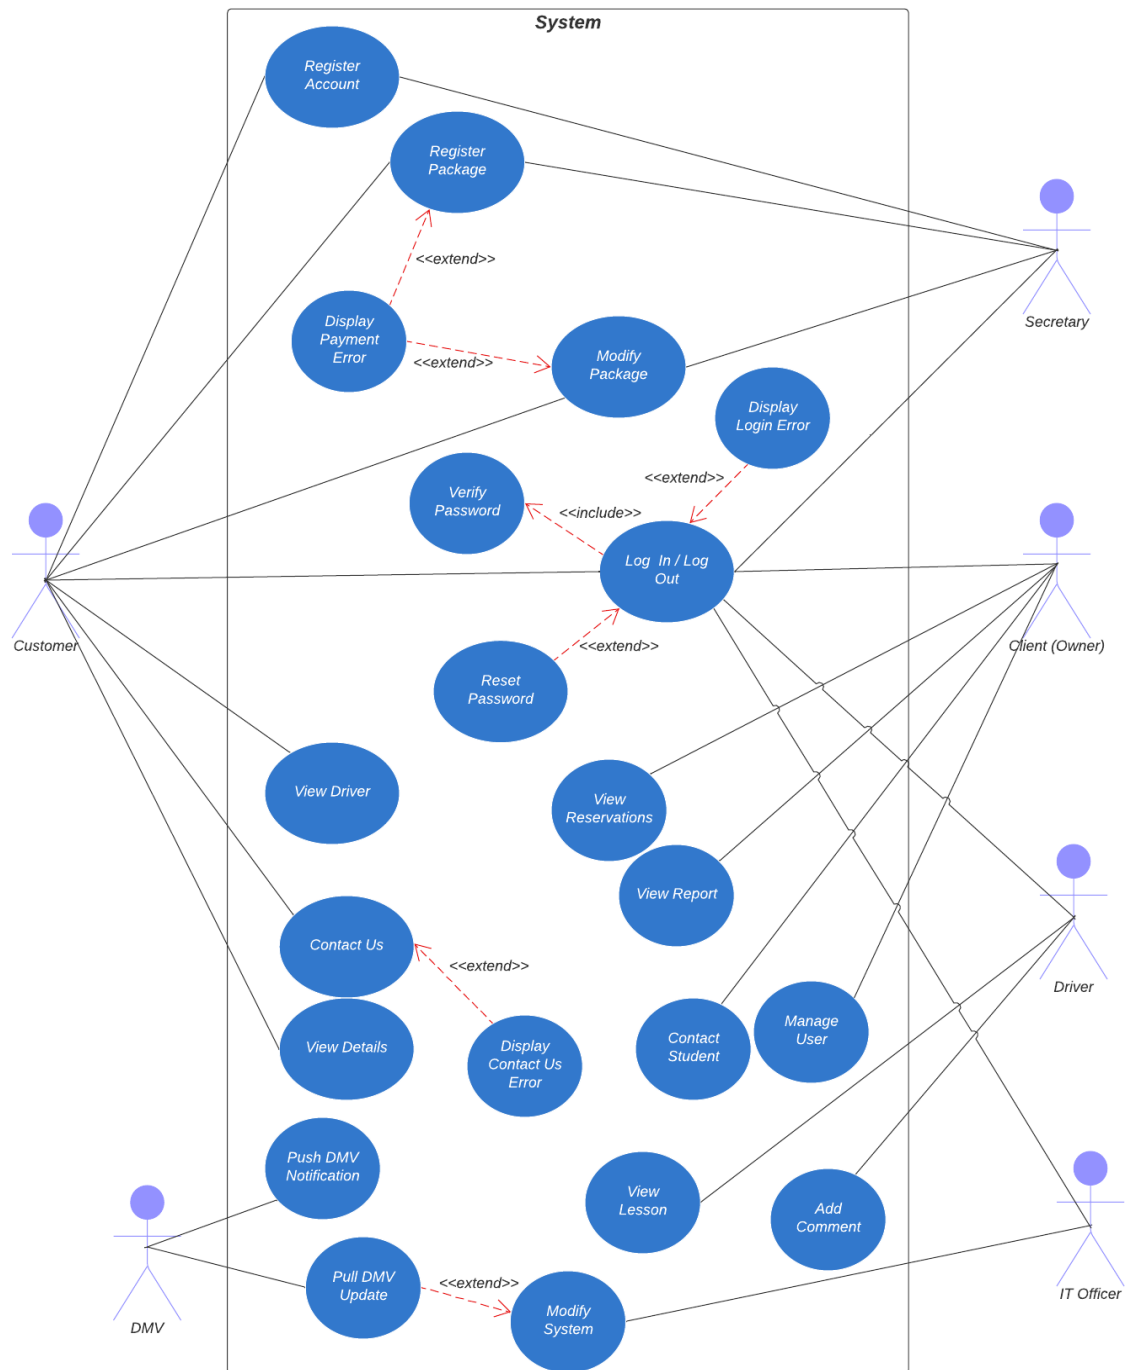 System
Register
Account
Register
Package
<<extend>>
Secretary
Display
Payment
Error
<<extend>>
Modify
Package
Display
Login Error
<<extend>>
Verify
Password
<<include>>
Log In / Log
Out
Customer
Client (Owner)
<<extend>>
Reset
Password
View Driver
View
Reservations
View Report
Contact Us
<<extend>>
Driver
View Details
Display
Contact Us
Error
Contact
Student
Manage
User
Push DMV
Notification
View
Lesson
Add
Comment
Pull DMV
Update
<<extend>>
Modify
System
IT Officer
DMV